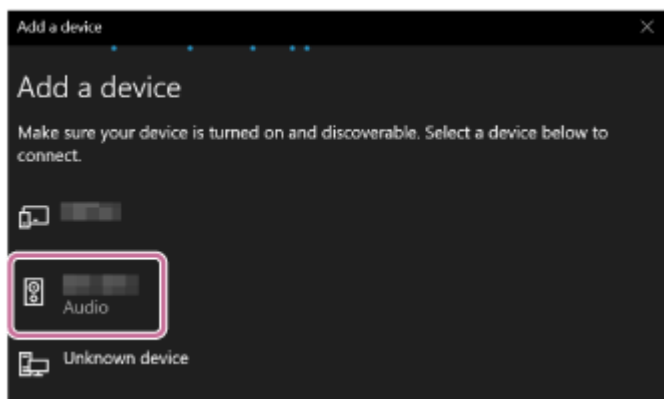 Add a device
Add a device
Make sure your device is turned on and discoverable. Select a device below to
connect.
Audio
Unknown device